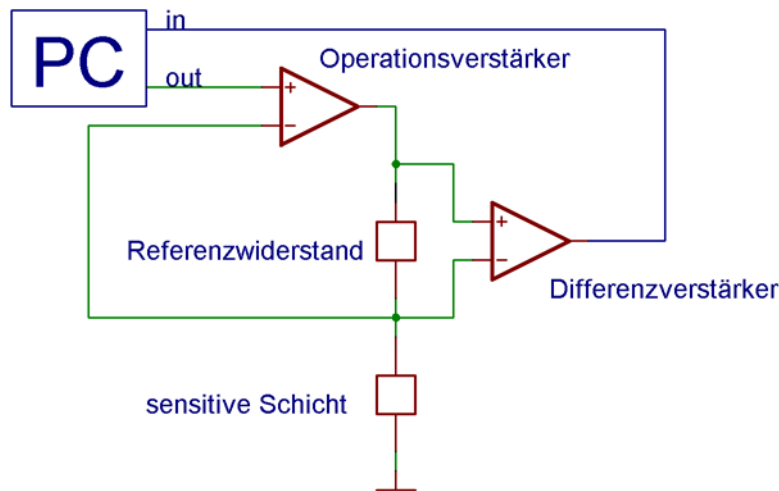 in
PC
out
Operationsverstärker
+
−
Referenzwiderstand
+
−
Differenzverstärker
sensitive Schicht